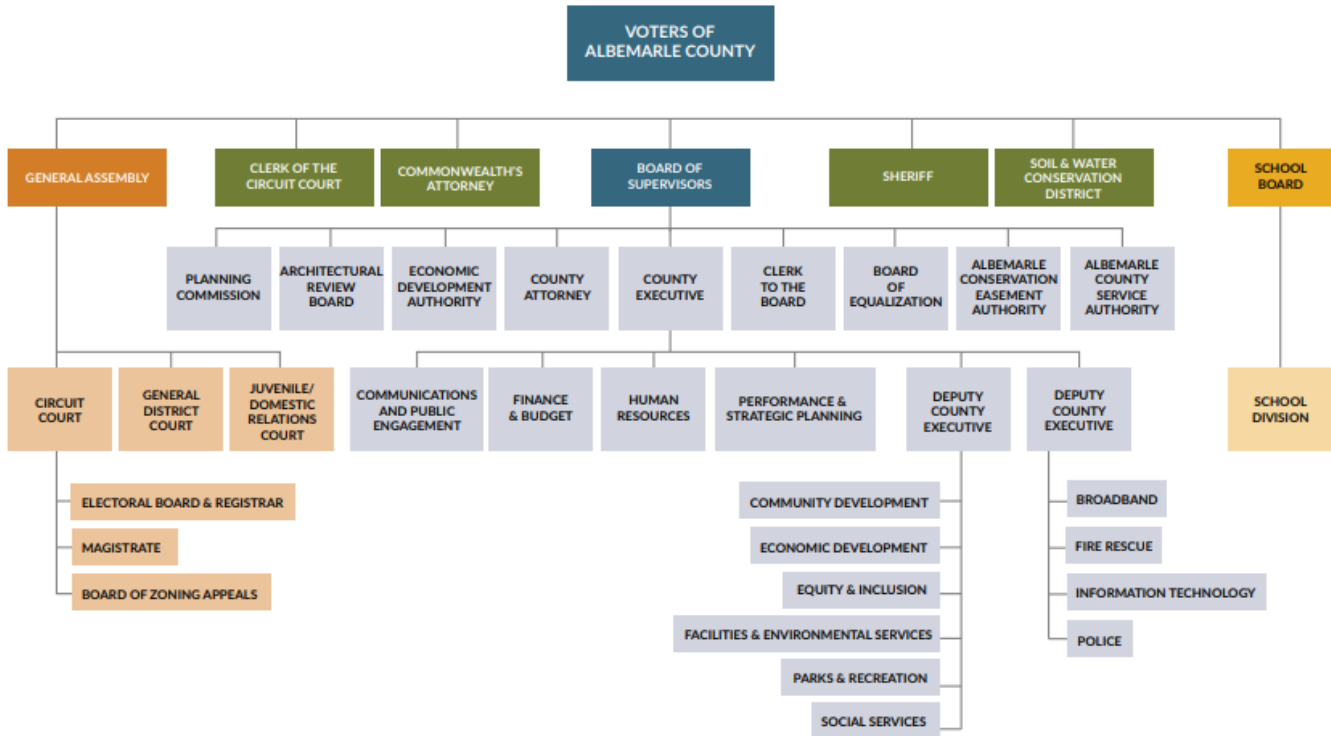 VOTERS OF
ALBEMARLE COUNTY
GENERAL ASSEMBLY
CLERK OF THE
CIRCUIT COURT
COMMONWEALTH'S
ATTORNEY
BOARD OF
SUPERVISORS
SHERIFF
SOIL & WATER
CONSERVATION
DISTRICT
SCHOOL
BOARD
PLANNING
COMMISSION
ARCHITECTURAL
REVIEW
BOARD
ECONOMIC
DEVELOPMENT
AUTHORITY
COUNTY
ATTORNEY
COUNTY
EXECUTIVE
CLERK
TO THE
BOARD
BOARD
OF
EQUALIZATION
ALBEMARLE
CONSERVATION
EASEMENT
AUTHORITY
ALBEMARLE
COUNTY
SERVICE
AUTHORITY
CIRCUIT
COURT
GENERAL
DISTRICT
COURT
JUVENILE/
DOMESTIC
RELATIONS
COURT
COMMUNICATIONS
AND PUBLIC
ENGAGEMENT
FINANCE
& BUDGET
HUMAN
RESOURCES
PERFORMANCE &
STRATEGIC PLANNING
DEPUTY
COUNTY
EXECUTIVE
DEPUTY
COUNTY
EXECUTIVE
SCHOOL
DIVISION
ELECTORAL BOARD & REGISTRAR
MAGISTRATE
BOARD OF ZONING APPEALS
COMMUNITY DEVELOPMENT
ECONOMIC DEVELOPMENT
EQUITY & INCLUSION
FACILITIES & ENVIRONMENTAL SERVICES
PARKS & RECREATION
SOCIAL SERVICES
BROADBAND
FIRE RESCUE
INFORMATION TECHNOLOGY
POLICE